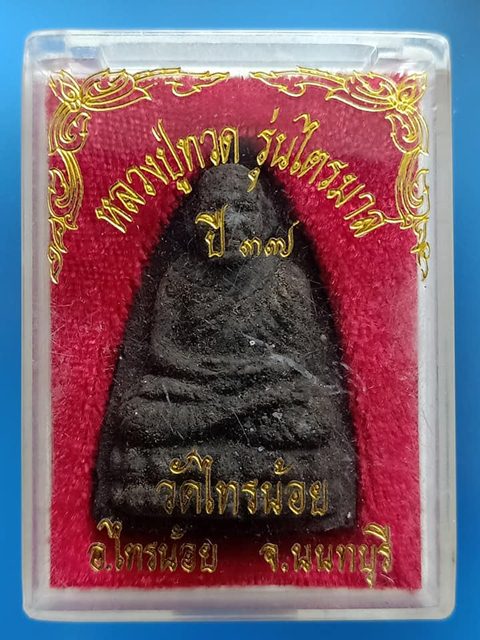 หลวงปู่ทวด รุ่นไตรมาส
ปี ๓๗
วัดไทรน้อย
อ.ไทรน้อย จ.นนทบุรี